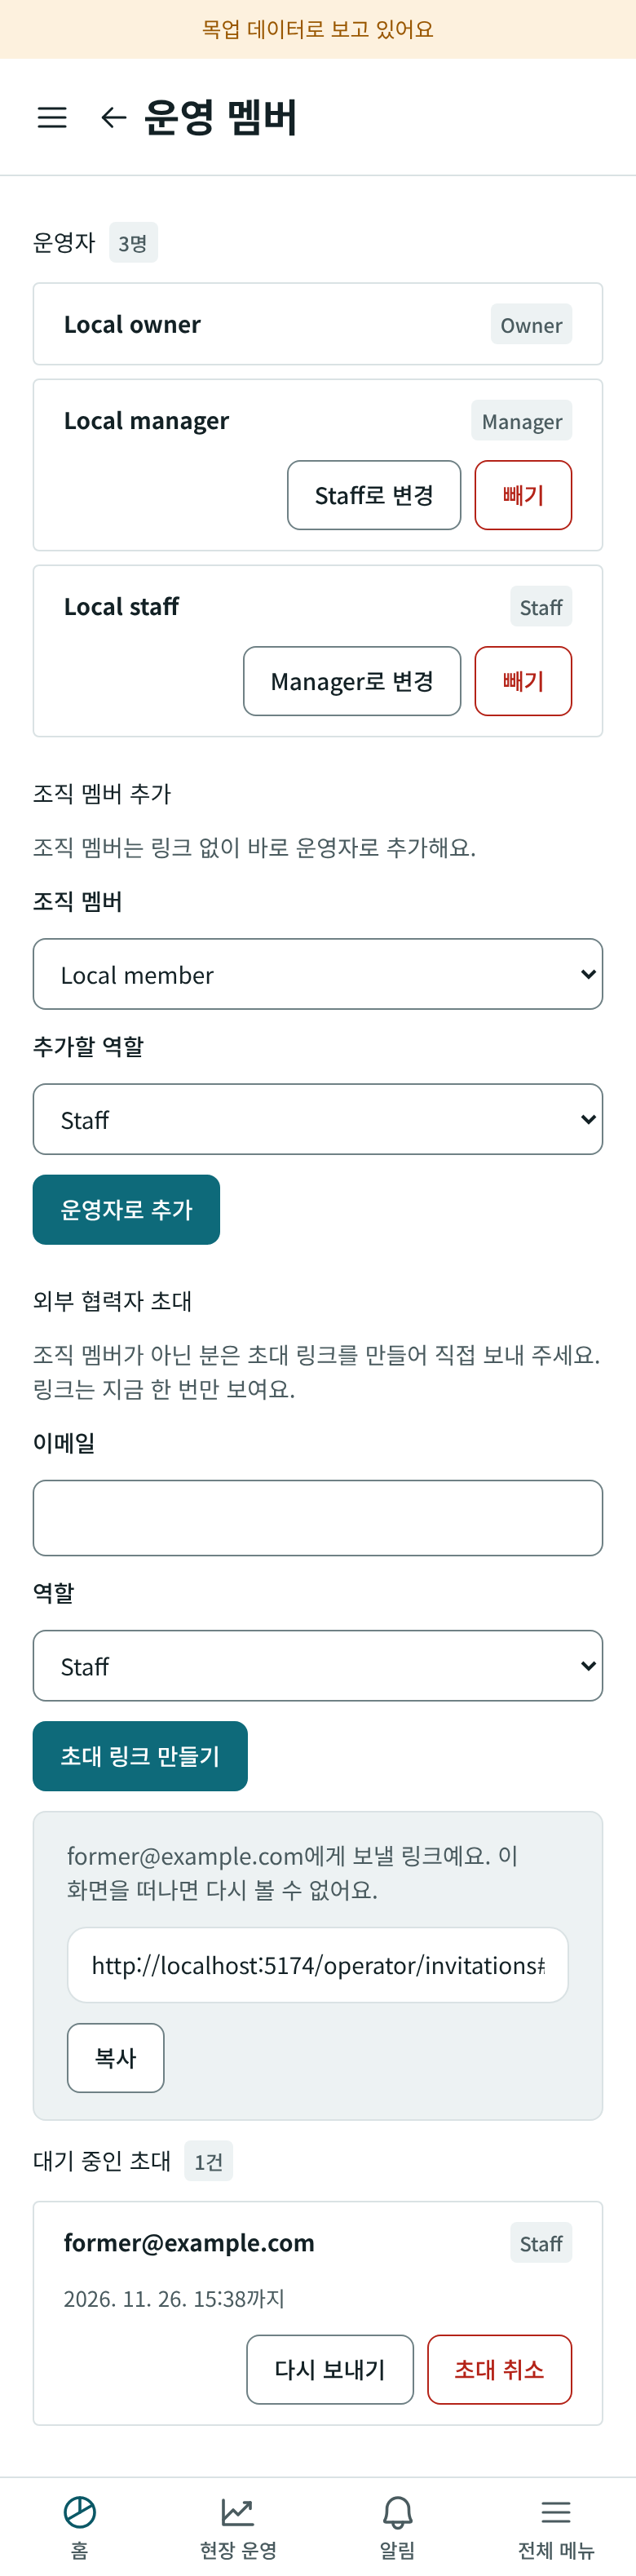 목업 데이터로 보고 있어요
운영 멤버
운영자 3명
Local owner Owner
Local manager Manager
Staff로 변경 빼기
Local staff Staff
Manager로 변경 빼기
조직 멤버 추가
조직 멤버는 링크 없이 바로 운영자로 추가해요.
조직 멤버
Local member
추가할 역할
Staff
운영자로 추가
외부 협력자 초대
조직 멤버가 아닌 분은 초대 링크를 만들어 직접 보내 주세요.
링크는 지금 한 번만 보여요.
이메일
역할
Staff
초대 링크 만들기
former@example.com에게 보낼 링크예요. 이
화면을 떠나면 다시 볼 수 없어요.
http://localhost:5174/operator/invitations#
복사
대기 중인 초대 1건
former@example.com Staff
2026. 11. 26. 15:38까지
다시 보내기 초대 취소
홈 현장 운영 알림 전체 메뉴